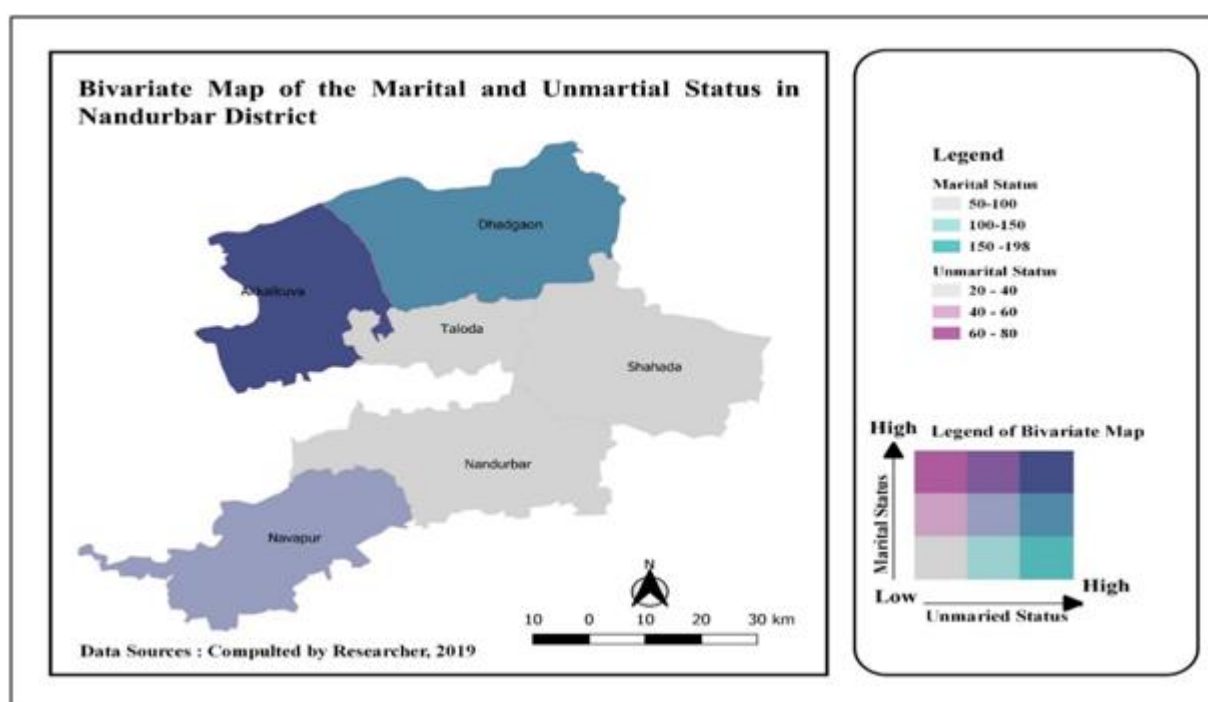 Bivariate Map of the Marital and Unmartial Status in
Nandurbar District
Dhadgaon
Akkalkuva
Taloda
Shahada
Nandurbar
Navapur
N
10 0 10 20 30 km
Data Sources : Compulted by Researcher, 2019
Legend
Marital Status
50-100
100-150
150 -198
Unmarital Status
20 - 40
40 - 60
60 - 80
High
Legend of Bivariate Map
Marital Status
Low
High
Unmaried Status